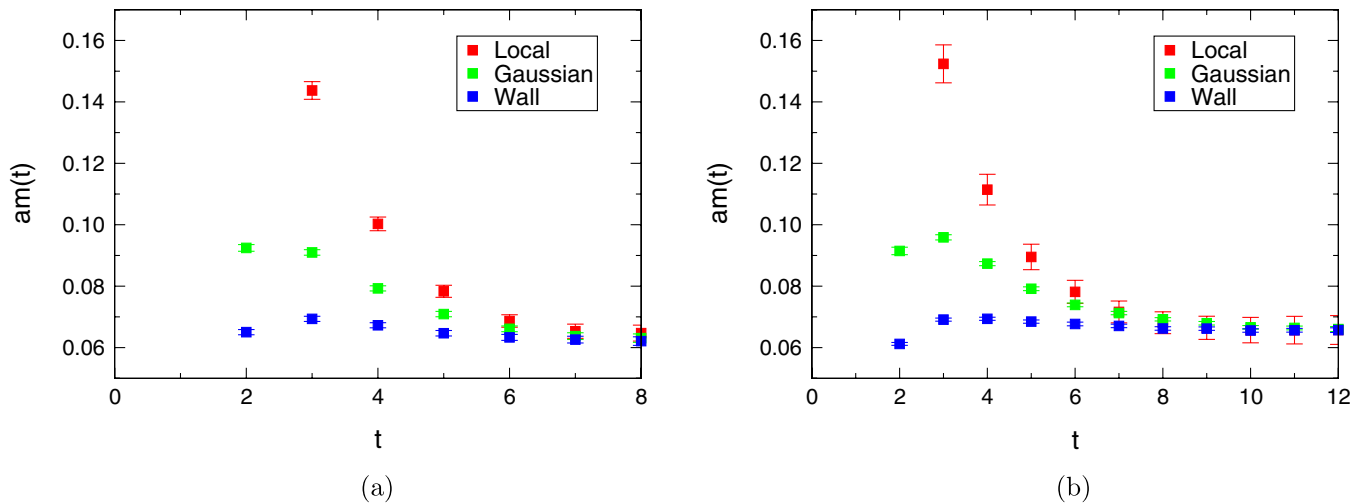 0.16
0.14
0.12
0.10
0.08
0.06
am(t)
0 2 4 6 8
t
Local
Gaussian
Wall
(a)
0.16
0.14
0.12
0.10
0.08
0.06
am(t)
0 2 4 6 8 10 12
t
Local
Gaussian
Wall
(b)